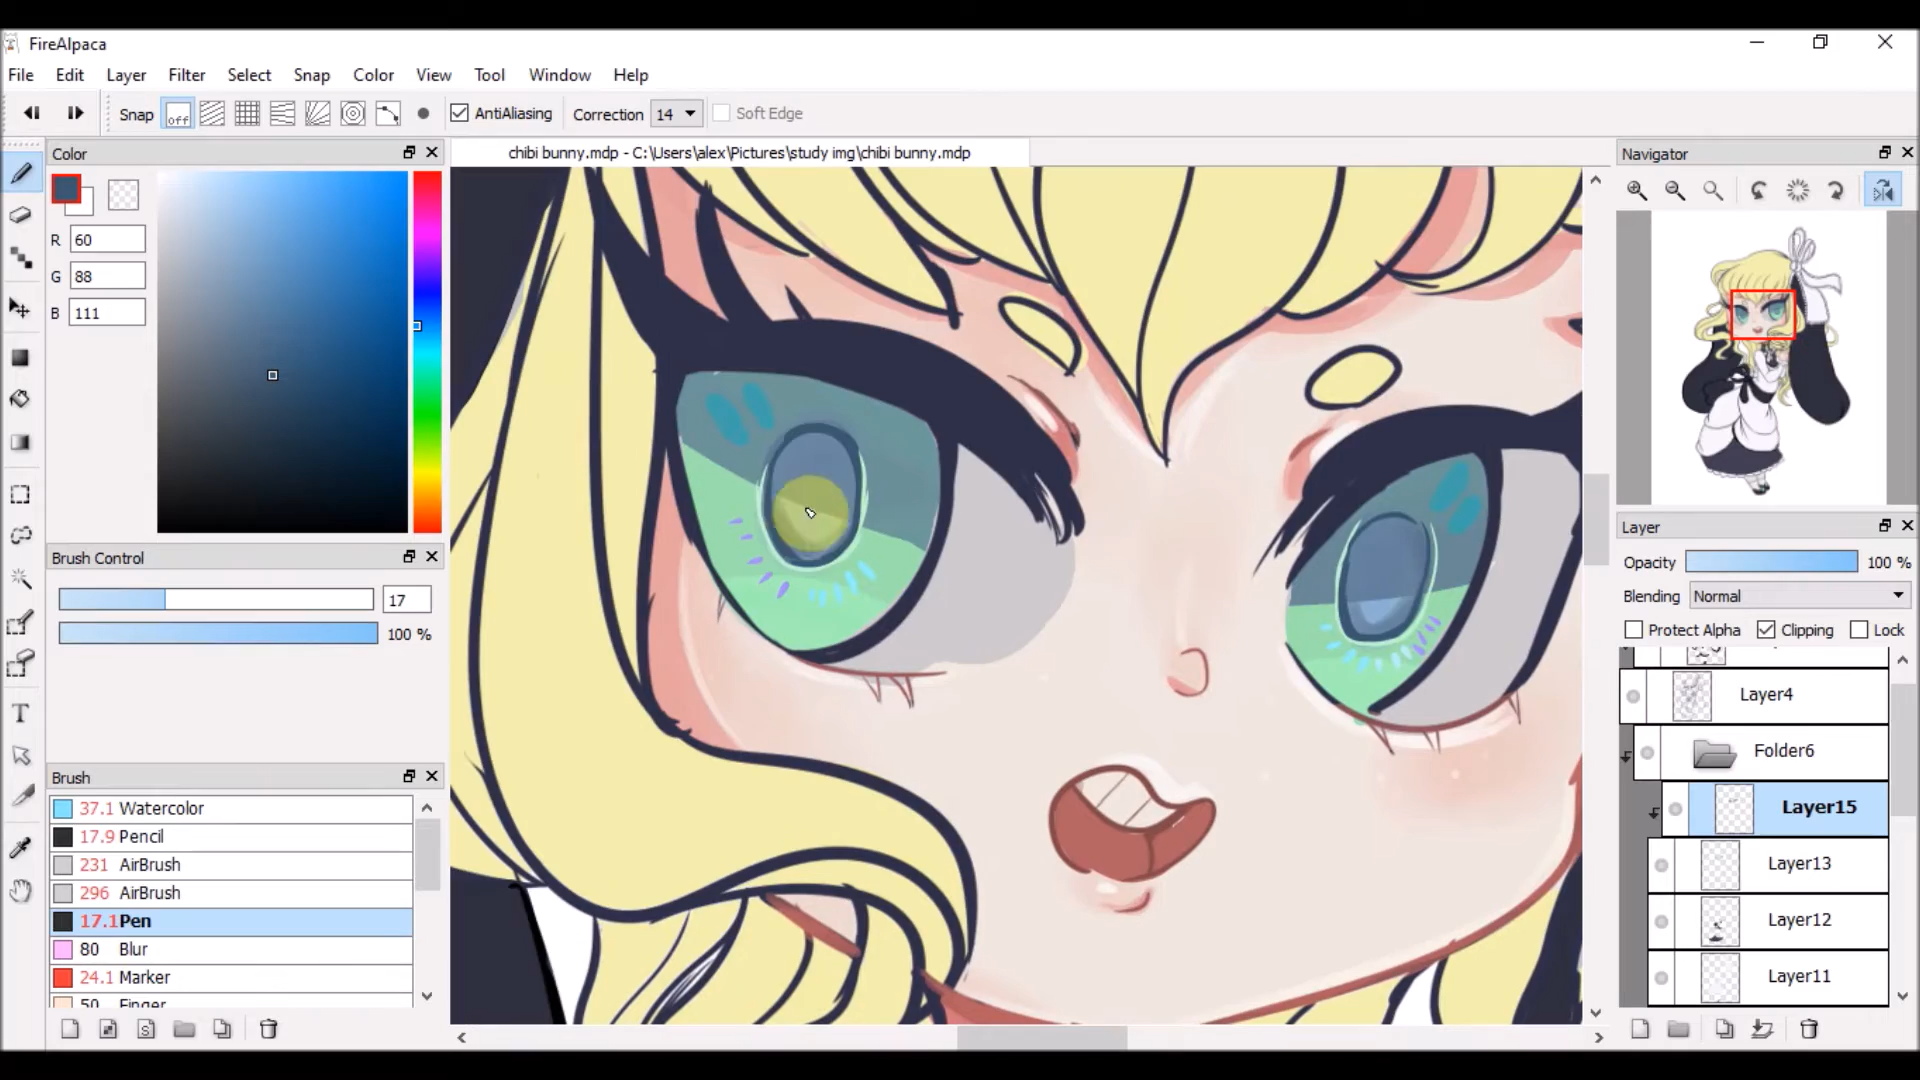 FireAlpaca
File Edit Layer Filter Select Snap Color View Tool Window Help
Snap off AntiAliasing Correction 14 Soft Edge
Color
chibi bunny.mdp - C:\Users\alex\Pictures\study img\chibi bunny.mdp
Navigator
R 60
G 88
B 111
Layer
Opacity 100 %
Blending Normal
Protect Alpha Clipping Lock
Layer4
Folder6
Layer15
Layer13
Layer12
Layer11
Brush Control
17
100 %
Brush
37.1 Watercolor
17.9 Pencil
231 AirBrush
296 AirBrush
17.1 Pen
80 Blur
24.1 Marker
50 Finger